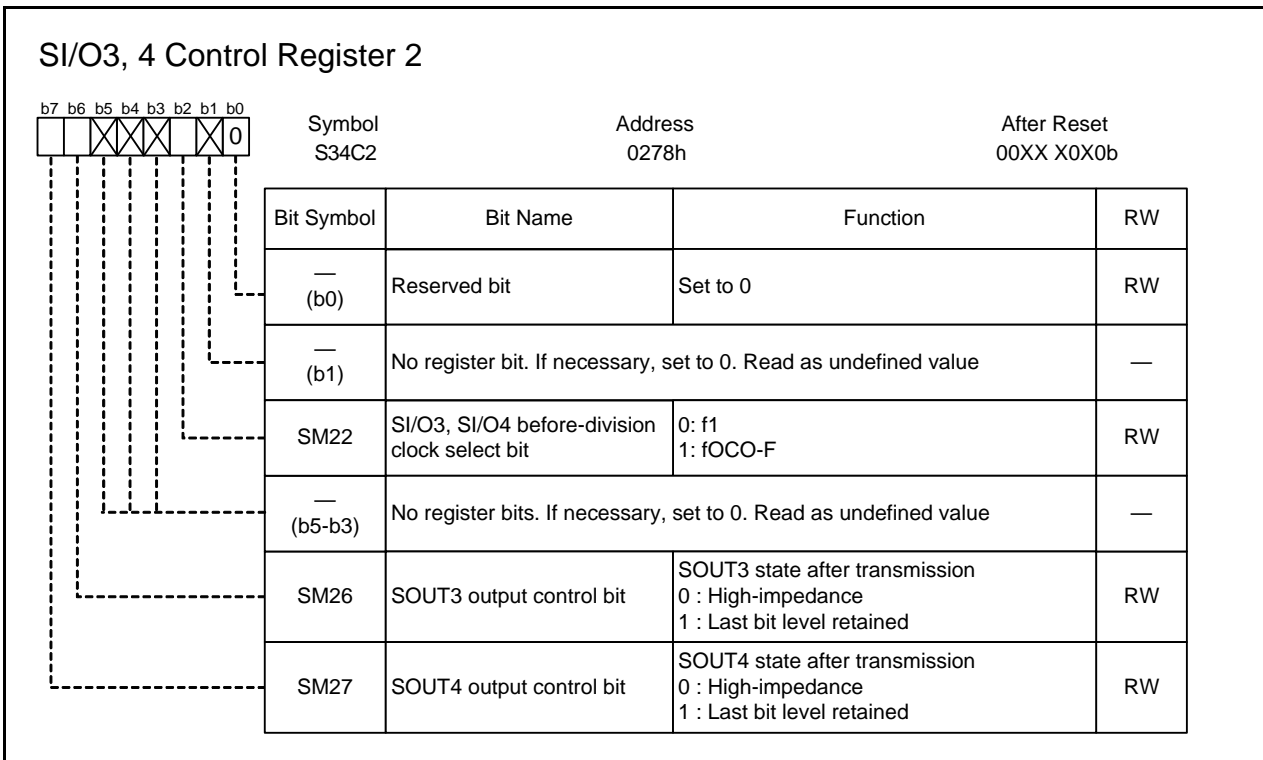 SI/O3, 4 Control Register 2
b7 b6 b5 b4 b3 b2 b1 b0
0
Symbol Address After Reset
S34C2 0278h 00XX X0X0b
Bit Symbol Bit Name Function RW
—
(b0) Reserved bit Set to 0 RW
—
(b1) No register bit. If necessary, set to 0. Read as undefined value —
SM22 SI/O3, SI/O4 before-division
clock select bit 0: f1
1: fOCO-F RW
—
(b5-b3) No register bits. If necessary, set to 0. Read as undefined value —
SM26 SOUT3 output control bit SOUT3 state after transmission
0 : High-impedance
1 : Last bit level retained RW
SM27 SOUT4 output control bit SOUT4 state after transmission
0 : High-impedance
1 : Last bit level retained RW